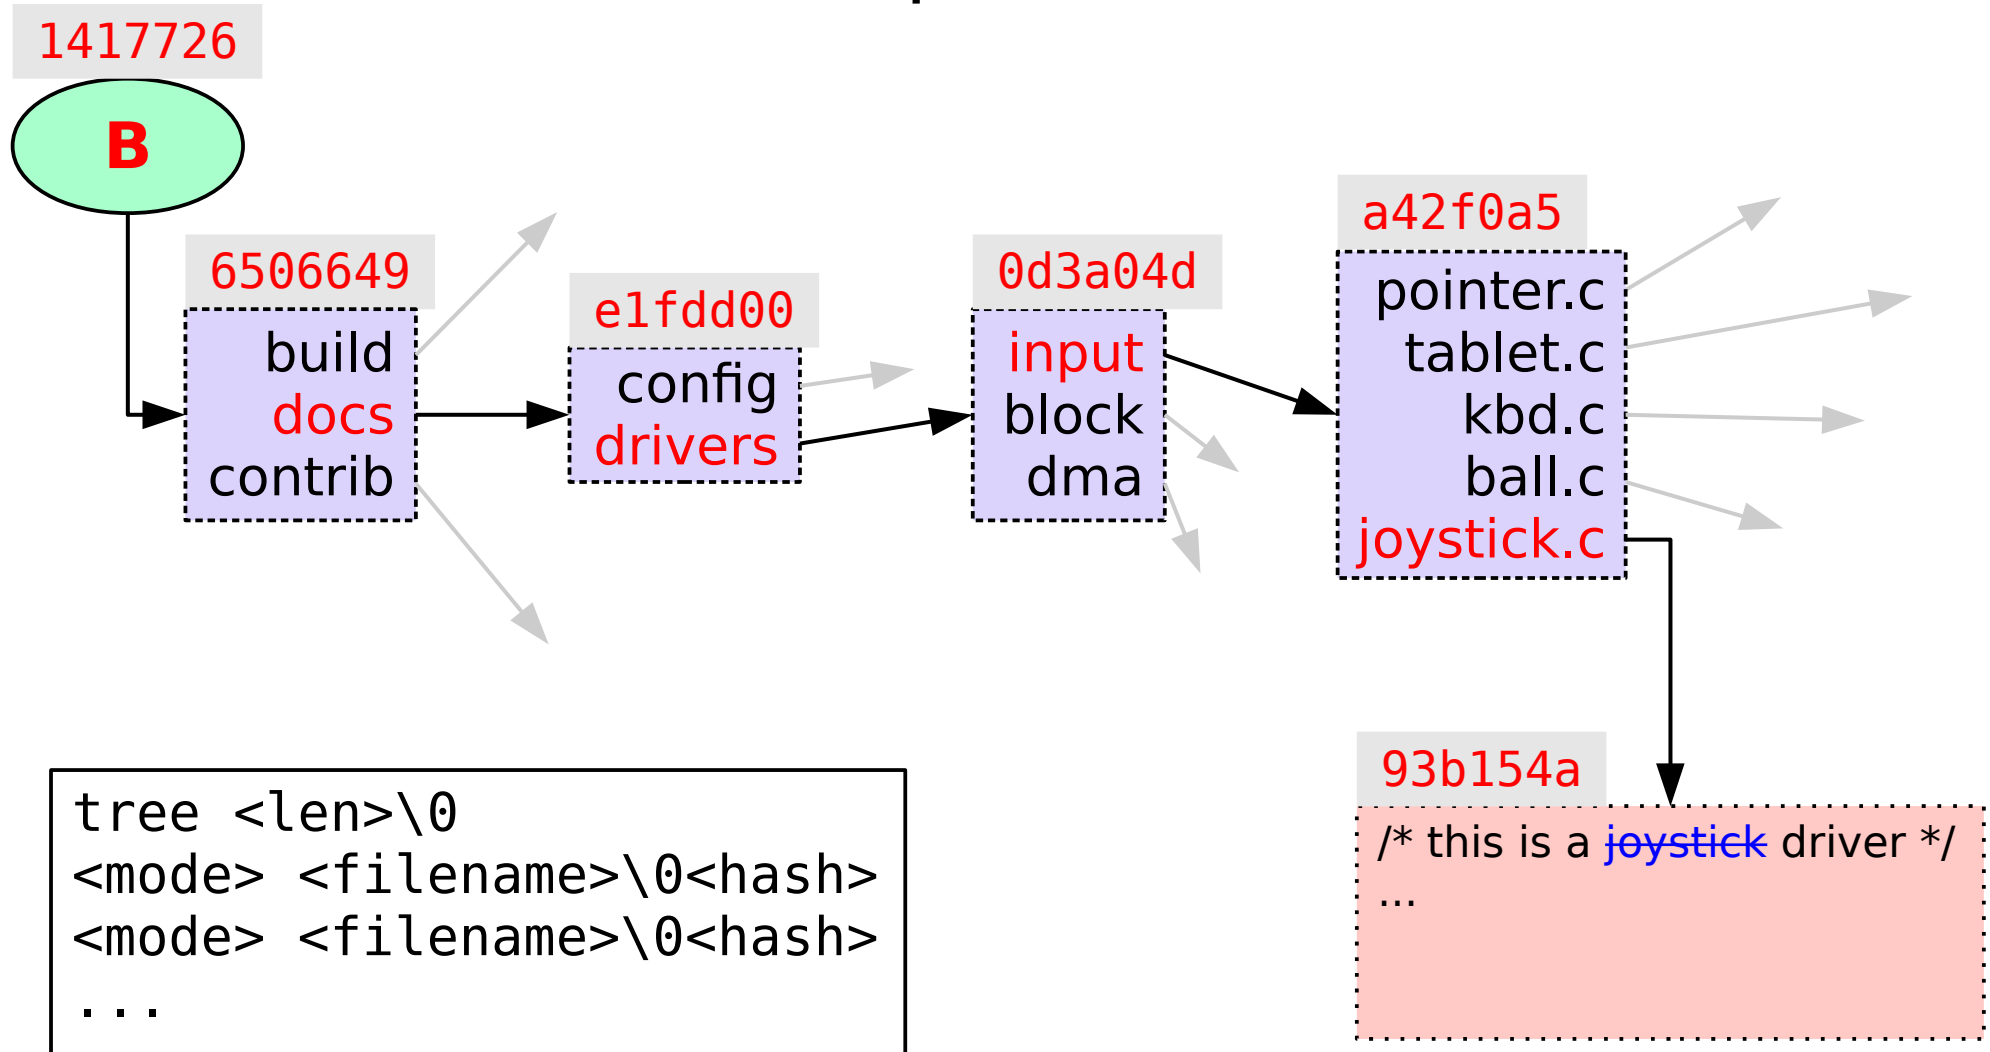 1417726
B
6506649
build
docs
contrib
e1fdd00
config
drivers
0d3a04d
input
block
dma
a42f0a5
pointer.c
tablet.c
kbd.c
ball.c
joystick.c
93b154a
/* this is a joystick driver */
...
tree <len>\0
<mode> <filename>\0<hash>
<mode> <filename>\0<hash>
...